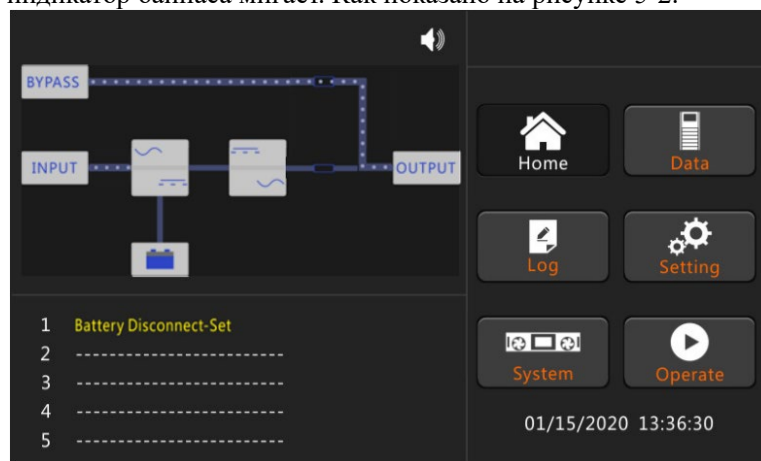 индикатор байпаса мигает. Как показано на рисунке 5-2.
BYPASS
INPUT
OUTPUT
1 Battery Disconnect-Set
2 -------------------------
3 -------------------------
4 -------------------------
5 -------------------------
Home
Data
Log
Setting
System
Operate
01/15/2020 13:36:30